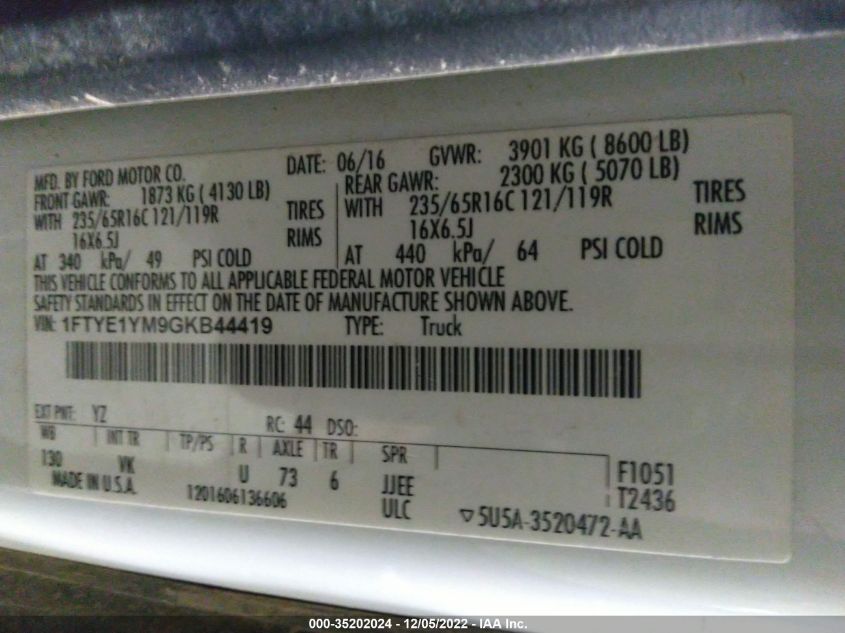 MFD. BY FORD MOTOR CO.
DATE: 06/16 GVWR: 3901 KG ( 8600 LB)
FRONT GAWR: 1873 KG ( 4130 LB)
WITH 235/65R16C 121/119R TIRES
16X6.5J RIMS
AT 340 kPa/ 49 PSI COLD
REAR GAWR: 2300 KG ( 5070 LB)
WITH 235/65R16C 121/119R TIRES
16X6.5J RIMS
AT 440 kPa/ 64 PSI COLD
THIS VEHICLE CONFORMS TO ALL APPLICABLE FEDERAL MOTOR VEHICLE
SAFETY STANDARDS IN EFFECT ON THE DATE OF MANUFACTURE SHOWN ABOVE.
VIN: 1FTYE1YM9GKB44419 TYPE: Truck
EXT PNT: YZ RC: 44 DSO:
WB INT TR TP/PS R AXLE TR SPR
130 VK U 73 6 JJEE F1051
MADE IN U.S.A. 1201606136606 ULC T2436
▽5U5A-3520472-AA
000-35202024 - 12/05/2022 - IAA Inc.